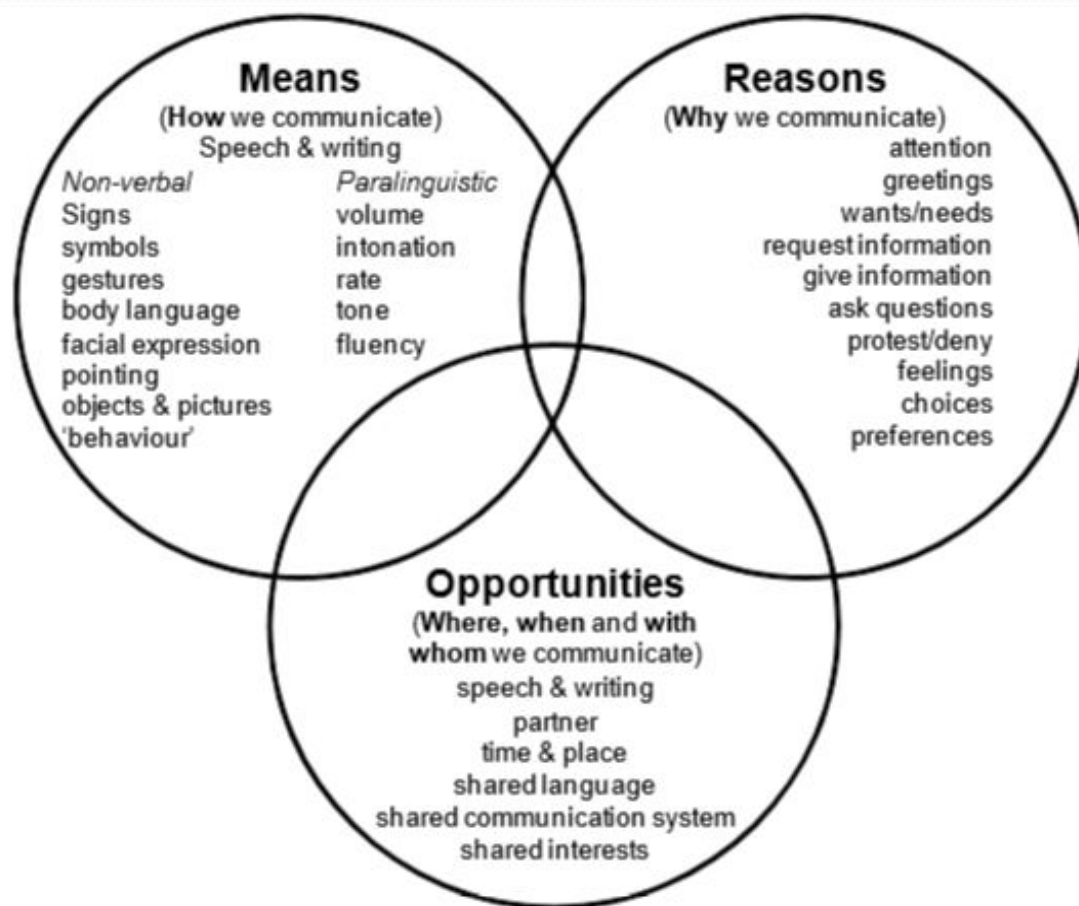 Means
(How we communicate)
Speech & writing
Non-verbal
Signs
symbols
gestures
body language
facial expression
pointing
objects & pictures
'behaviour'
Paralinguistic
volume
intonation
rate
tone
fluency
Reasons
(Why we communicate)
attention
greetings
wants/needs
request information
give information
ask questions
protest/deny
feelings
choices
preferences
Opportunities
(Where, when and with
whom we communicate)
speech & writing
partner
time & place
shared language
shared communication system
shared interests